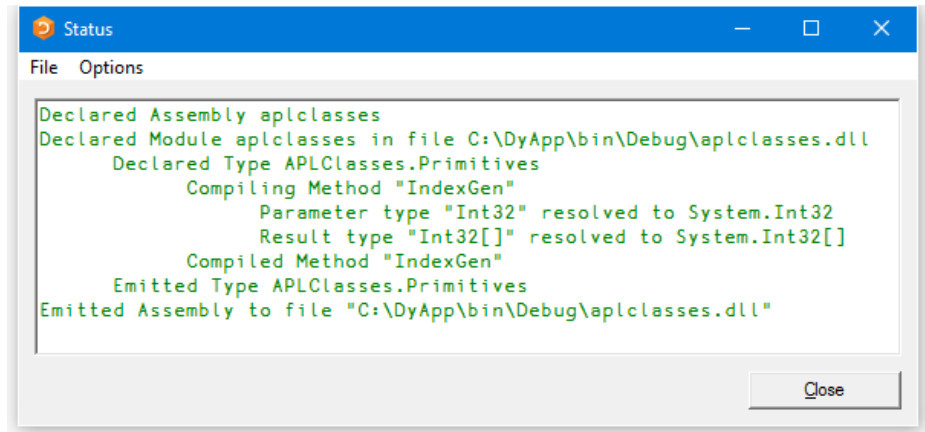 Status
File Options
Declared Assembly aplclasses
Declared Module aplclasses in file C:\DyApp\bin\Debug\aplclasses.dll
Declared Type APLClasses.Primitives
Compiling Method "IndexGen"
Parameter type "Int32" resolved to System.Int32
Result type "Int32[]" resolved to System.Int32[]
Compiled Method "IndexGen"
Emitted Type APLClasses.Primitives
Emitted Assembly to file "C:\DyApp\bin\Debug\aplclasses.dll"
Close